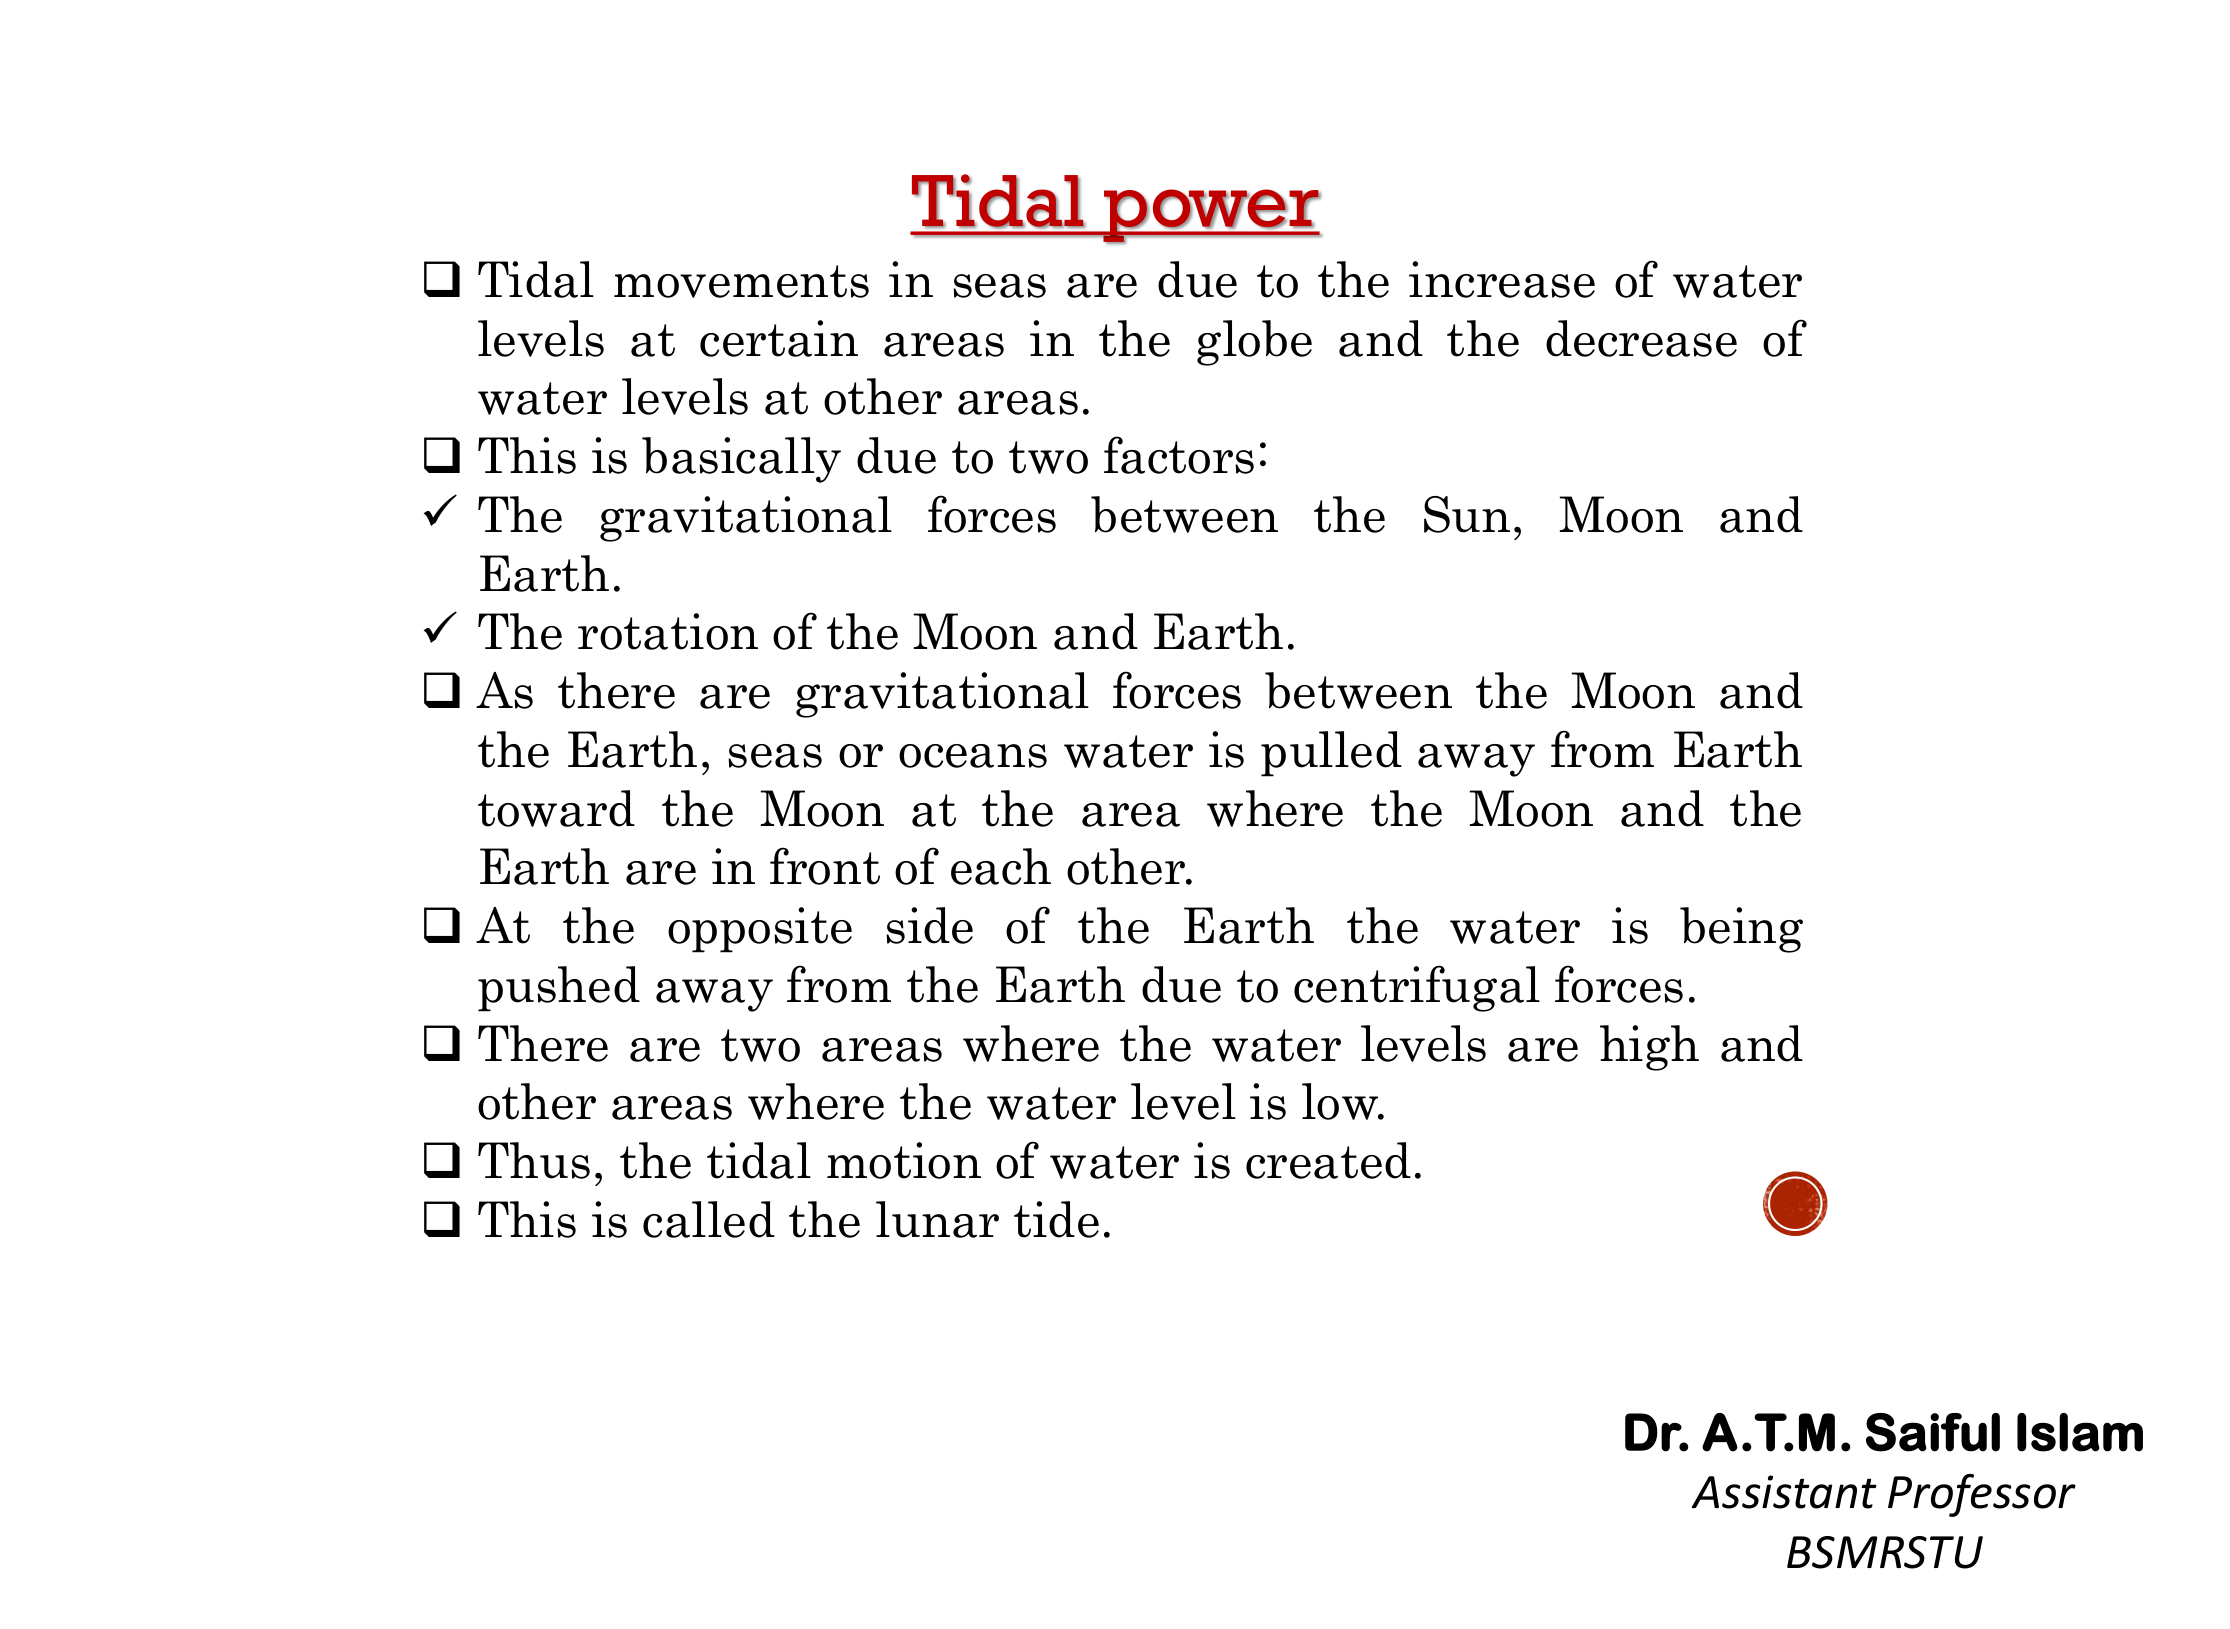 Tidal power
❑ Tidal movements in seas are due to the increase of water
levels at certain areas in the globe and the decrease of
water levels at other areas.
❑ This is basically due to two factors:
✓ The gravitational forces between the Sun, Moon and
Earth.
✓ The rotation of the Moon and Earth.
❑ As there are gravitational forces between the Moon and
the Earth, seas or oceans water is pulled away from Earth
toward the Moon at the area where the Moon and the
Earth are in front of each other.
❑ At the opposite side of the Earth the water is being
pushed away from the Earth due to centrifugal forces.
❑ There are two areas where the water levels are high and
other areas where the water level is low.
❑ Thus, the tidal motion of water is created.
❑ This is called the lunar tide.
Dr. A.T.M. Saiful Islam
Assistant Professor
BSMRSTU